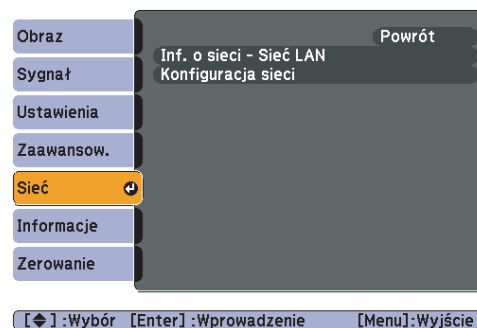 Obraz
Sygnał
Ustawienia
Zaawansow.
Sieć
Informacje
Zerowanie
Powrót
Inf. o sieci - Sieć LAN
Konfiguracja sieci
[ ] :Wybór [Enter] :Wprowadzenie [Menu]:Wyjście